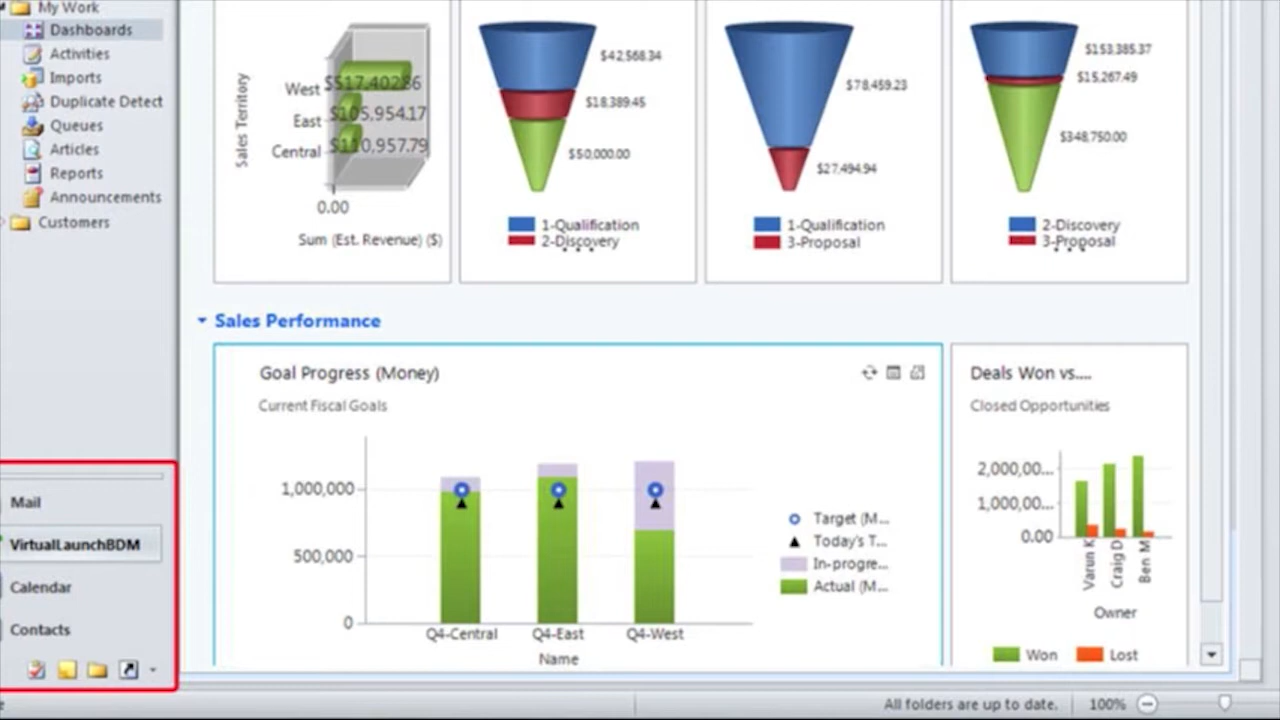 My Work
Dashboards
Activities
Imports
Duplicate Detect
Queues
Articles
Reports
Announcements
Customers
Mail
VirtualLaunchBDM
Calendar
Contacts
Sales Territory
West $517,402.86
East $105,954.17
Central $110,957.79
0.00
Sum (Est. Revenue) ($)
$42,568.34
$18,389.45
$50,000.00
1-Qualification
2-Discovery
...
$78,459.23
$27,494.94
1-Qualification
3-Proposal
$153,385.37
$15,267.49
$348,750.00
2-Discovery
3-Proposal
...
Sales Performance
Goal Progress (Money)
Current Fiscal Goals
1,000,000
500,000
0
Q4-Central Q4-East Q4-West
Name
Target (M...
Today's T...
In-progre...
Actual (M...
Deals Won vs....
Closed Opportunities
2,000,00...
1,000,00...
0.00
Varun K
Craig D
Ben M
Owner
Won Lost
All folders are up to date. 100%